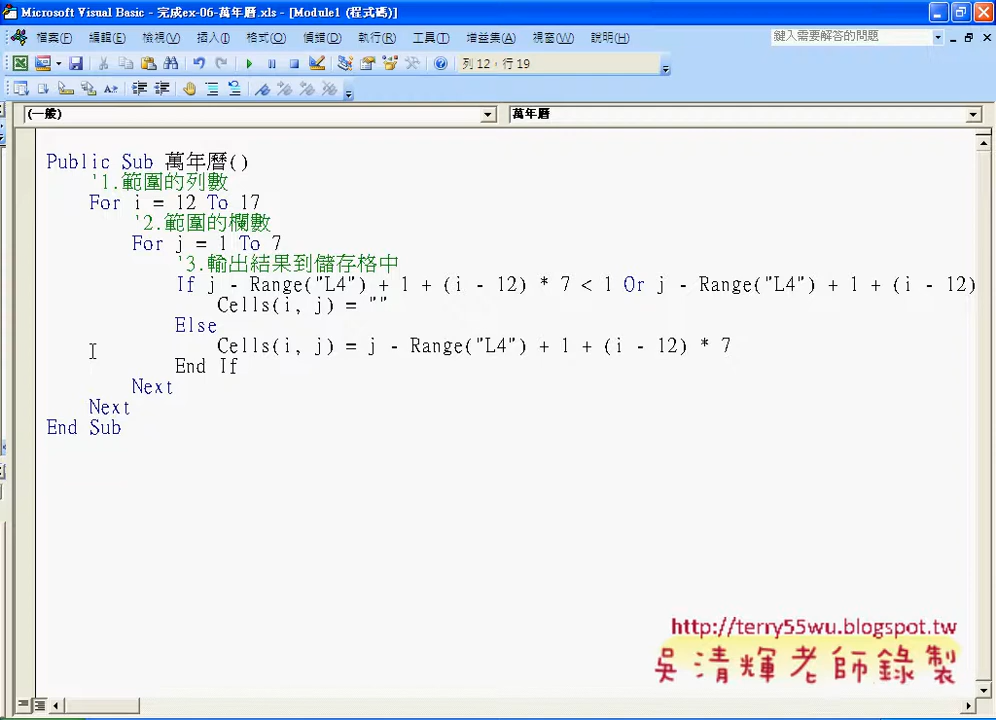 Microsoft Visual Basic - 完成ex-06-萬年曆.xls - [Module1 (程式碼)]
檔案(F) 編輯(E) 檢視(V) 插入(I) 格式(O) 偵錯(D) 執行(R) 工具(T) 增益集(A) 視窗(W) 說明(H) 鍵入需要解答的問題
列 12, 行 19
(一般) 萬年曆
Public Sub 萬年曆()
'1.範圍的列數
For i = 12 To 17
'2.範圍的欄數
For j = 1 To 7
'3.輸出結果到儲存格中
If j - Range("L4") + 1 + (i - 12) * 7 < 1 Or j - Range("L4") + 1 + (i - 12)
Cells(i, j) = ""
Else
Cells(i, j) = j - Range("L4") + 1 + (i - 12) * 7
End If
Next
Next
End Sub
http://terry55wu.blogspot.tw
吳清輝老師錄製